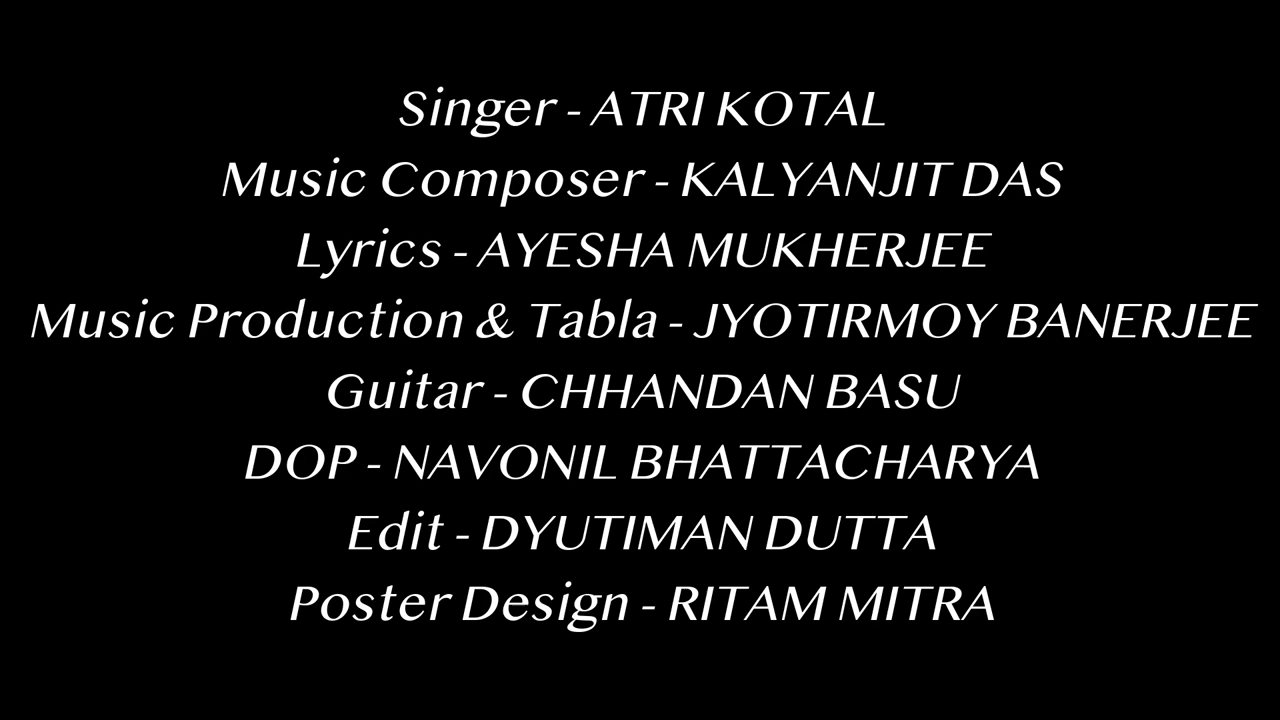 Singer - ATRI KOTAL
Music Composer - KALYANJIT DAS
Lyrics - AYESHA MUKHERJEE
Music Production & Tabla - JYOTIRMOY BANERJEE
Guitar - CHHANDAN BASU
DOP - NAVONIL BHATTACHARYA
Edit - DYUTIMAN DUTTA
Poster Design - RITAM MITRA